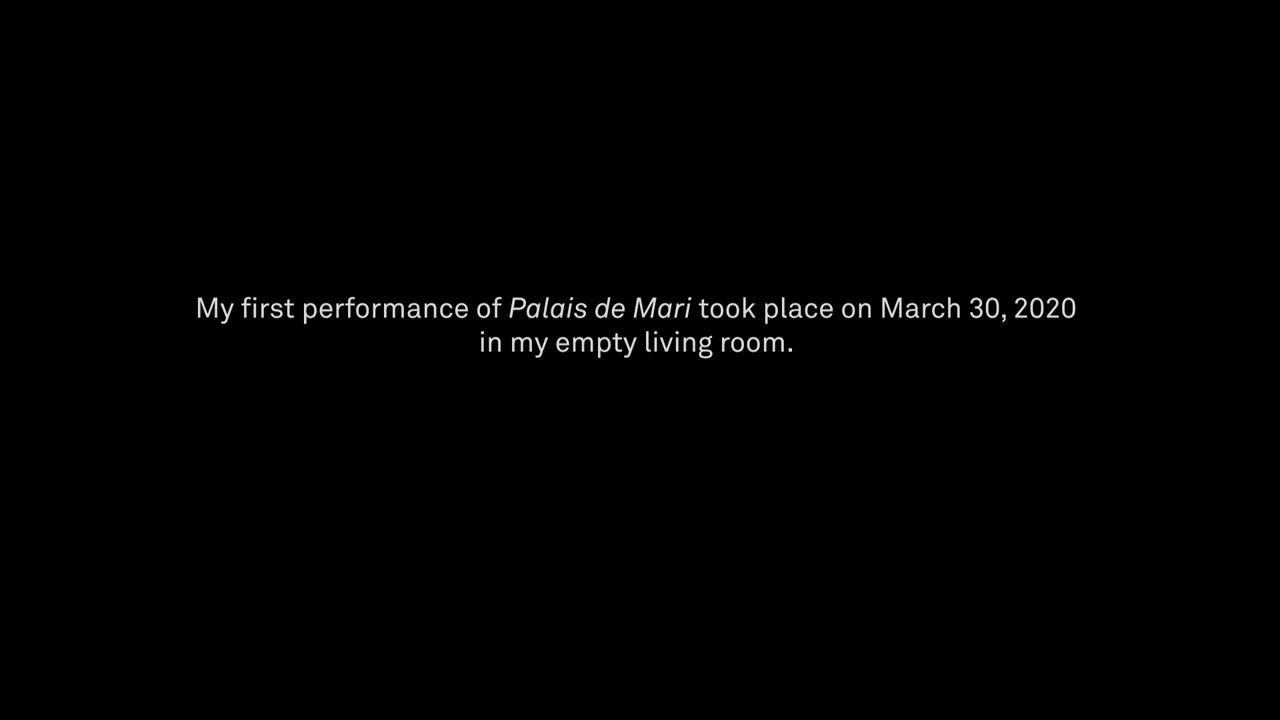 My first performance of Palais de Mari took place on March 30, 2020
in my empty living room.